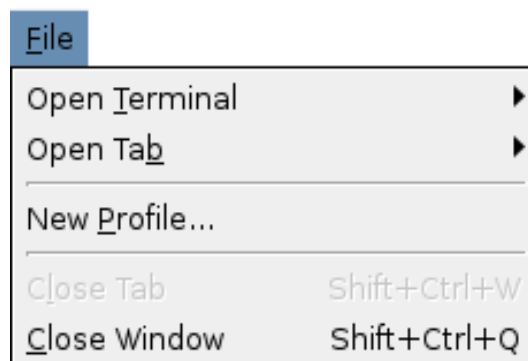 File
Open Terminal
Open Tab
New Profile...
Close Tab Shift+Ctrl+W
Close Window Shift+Ctrl+Q